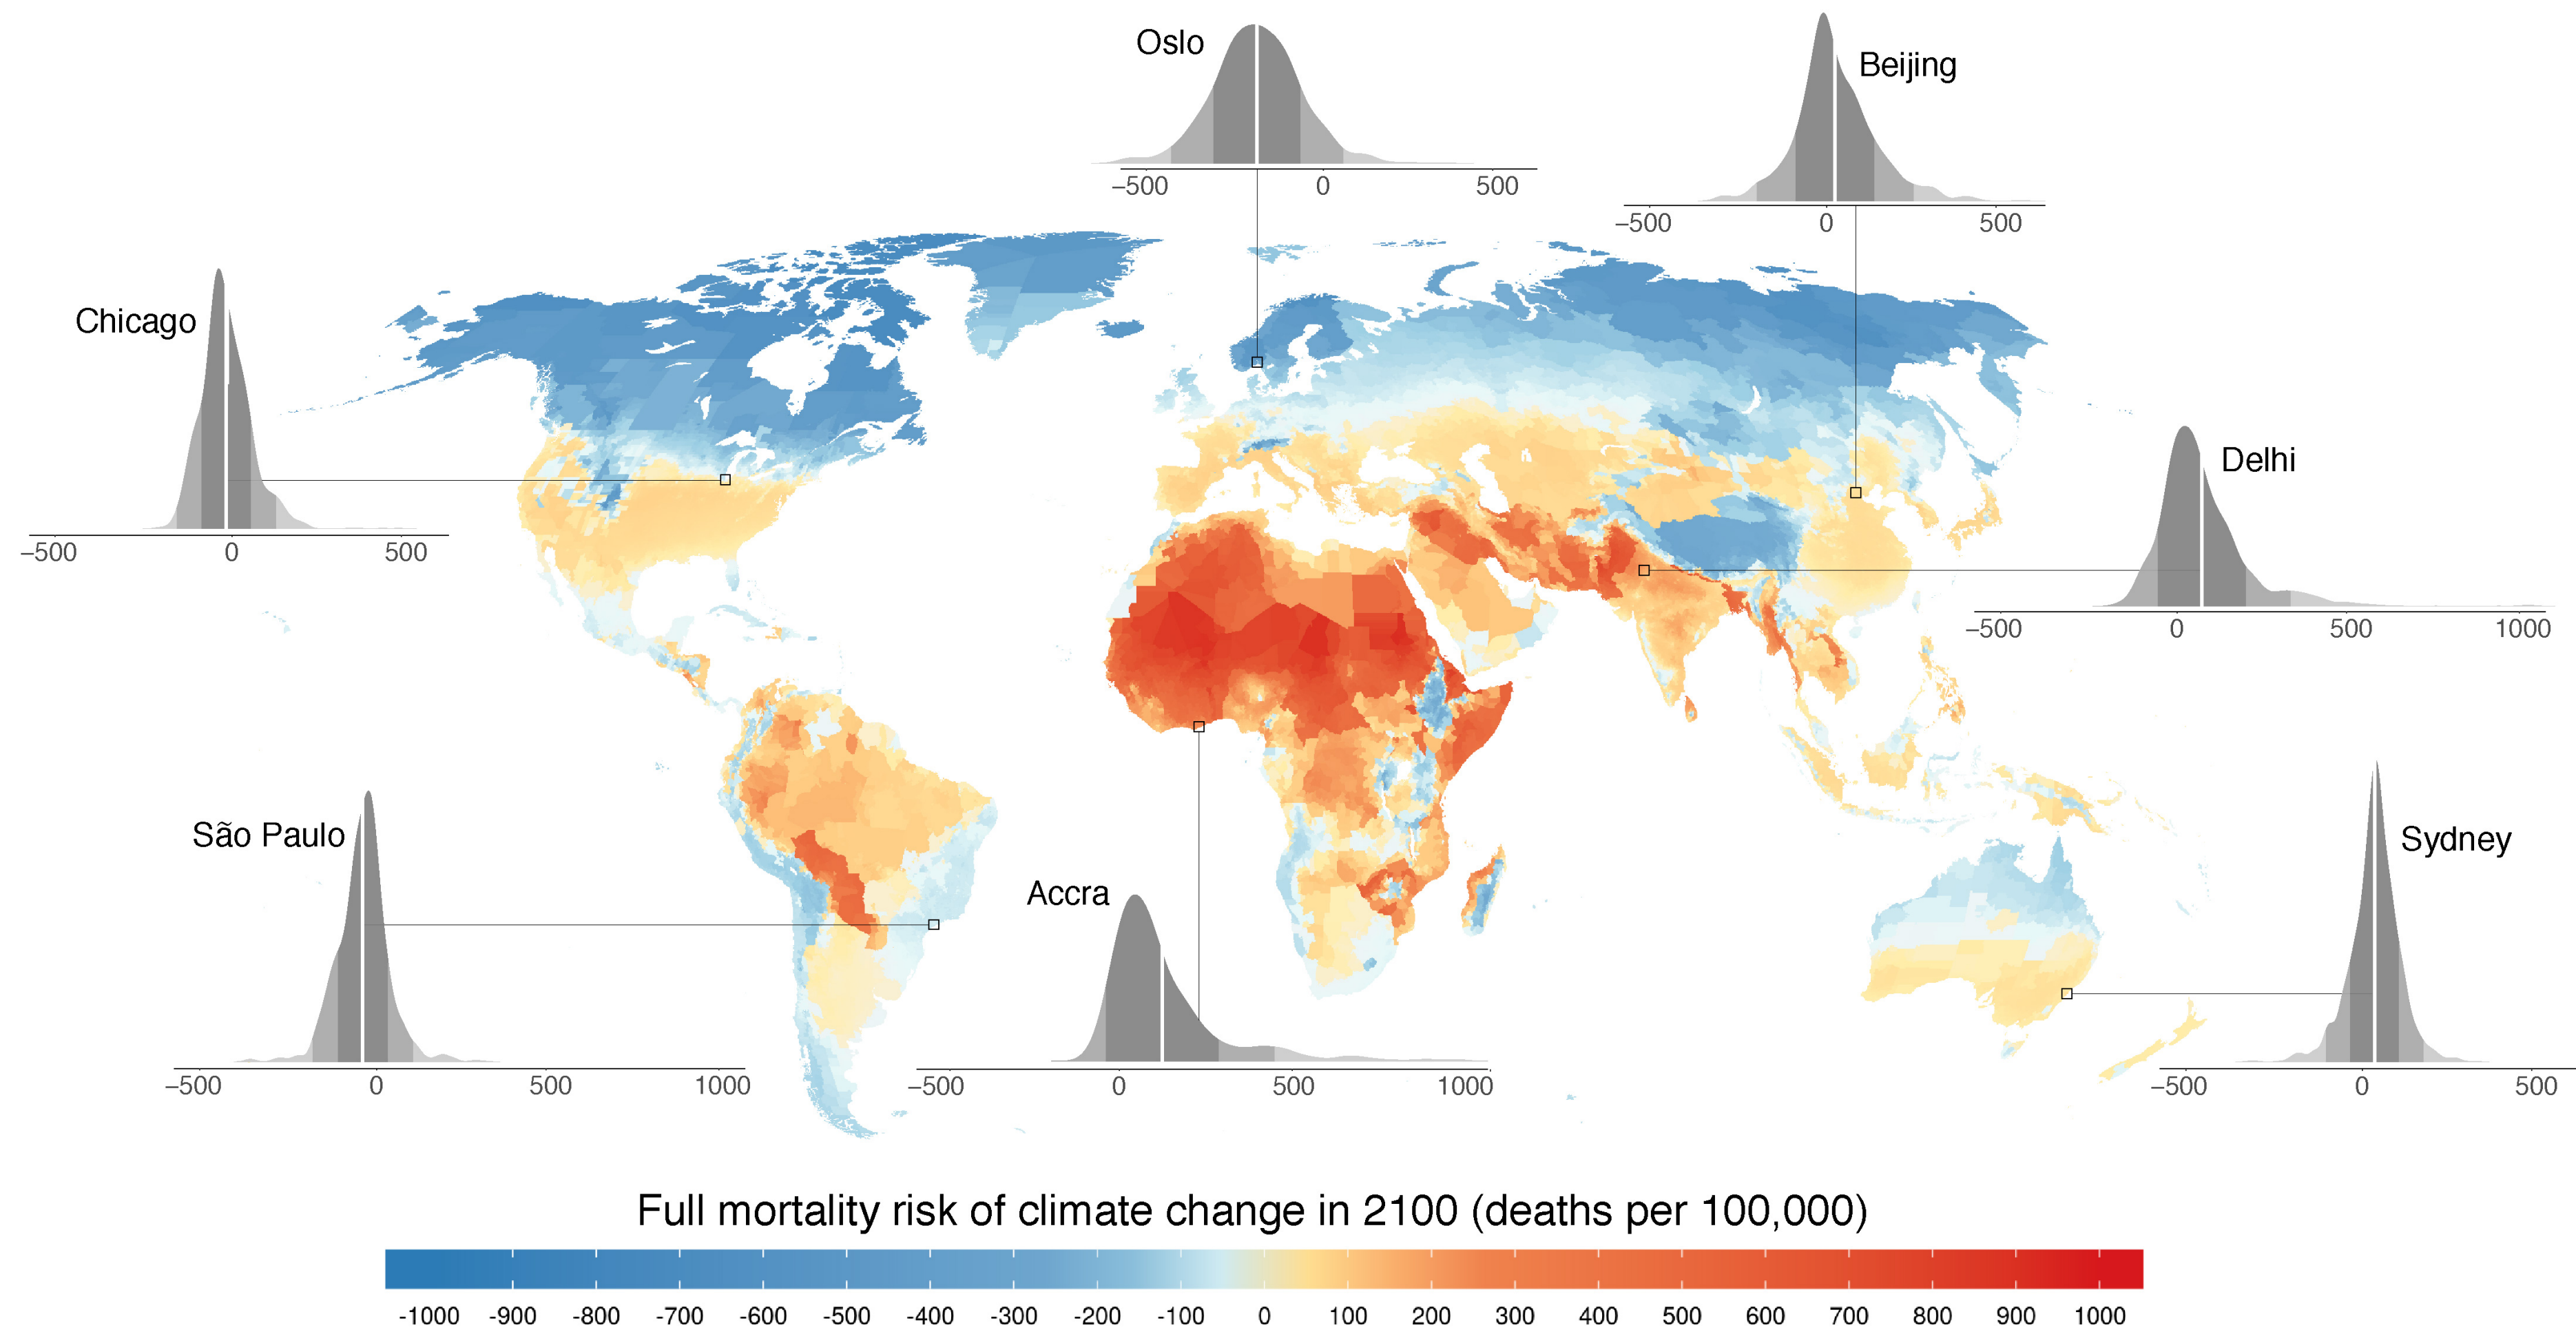 Oslo
–500 0 500
Beijing
–500 0 500
Chicago
–500 0 500
Delhi
–500 0 500 1000
São Paulo
–500 0 500 1000
Accra
–500 0 500 1000
Sydney
–500 0 500
Full mortality risk of climate change in 2100 (deaths per 100,000)
-1000 -900 -800 -700 -600 -500 -400 -300 -200 -100 0 100 200 300 400 500 600 700 800 900 1000